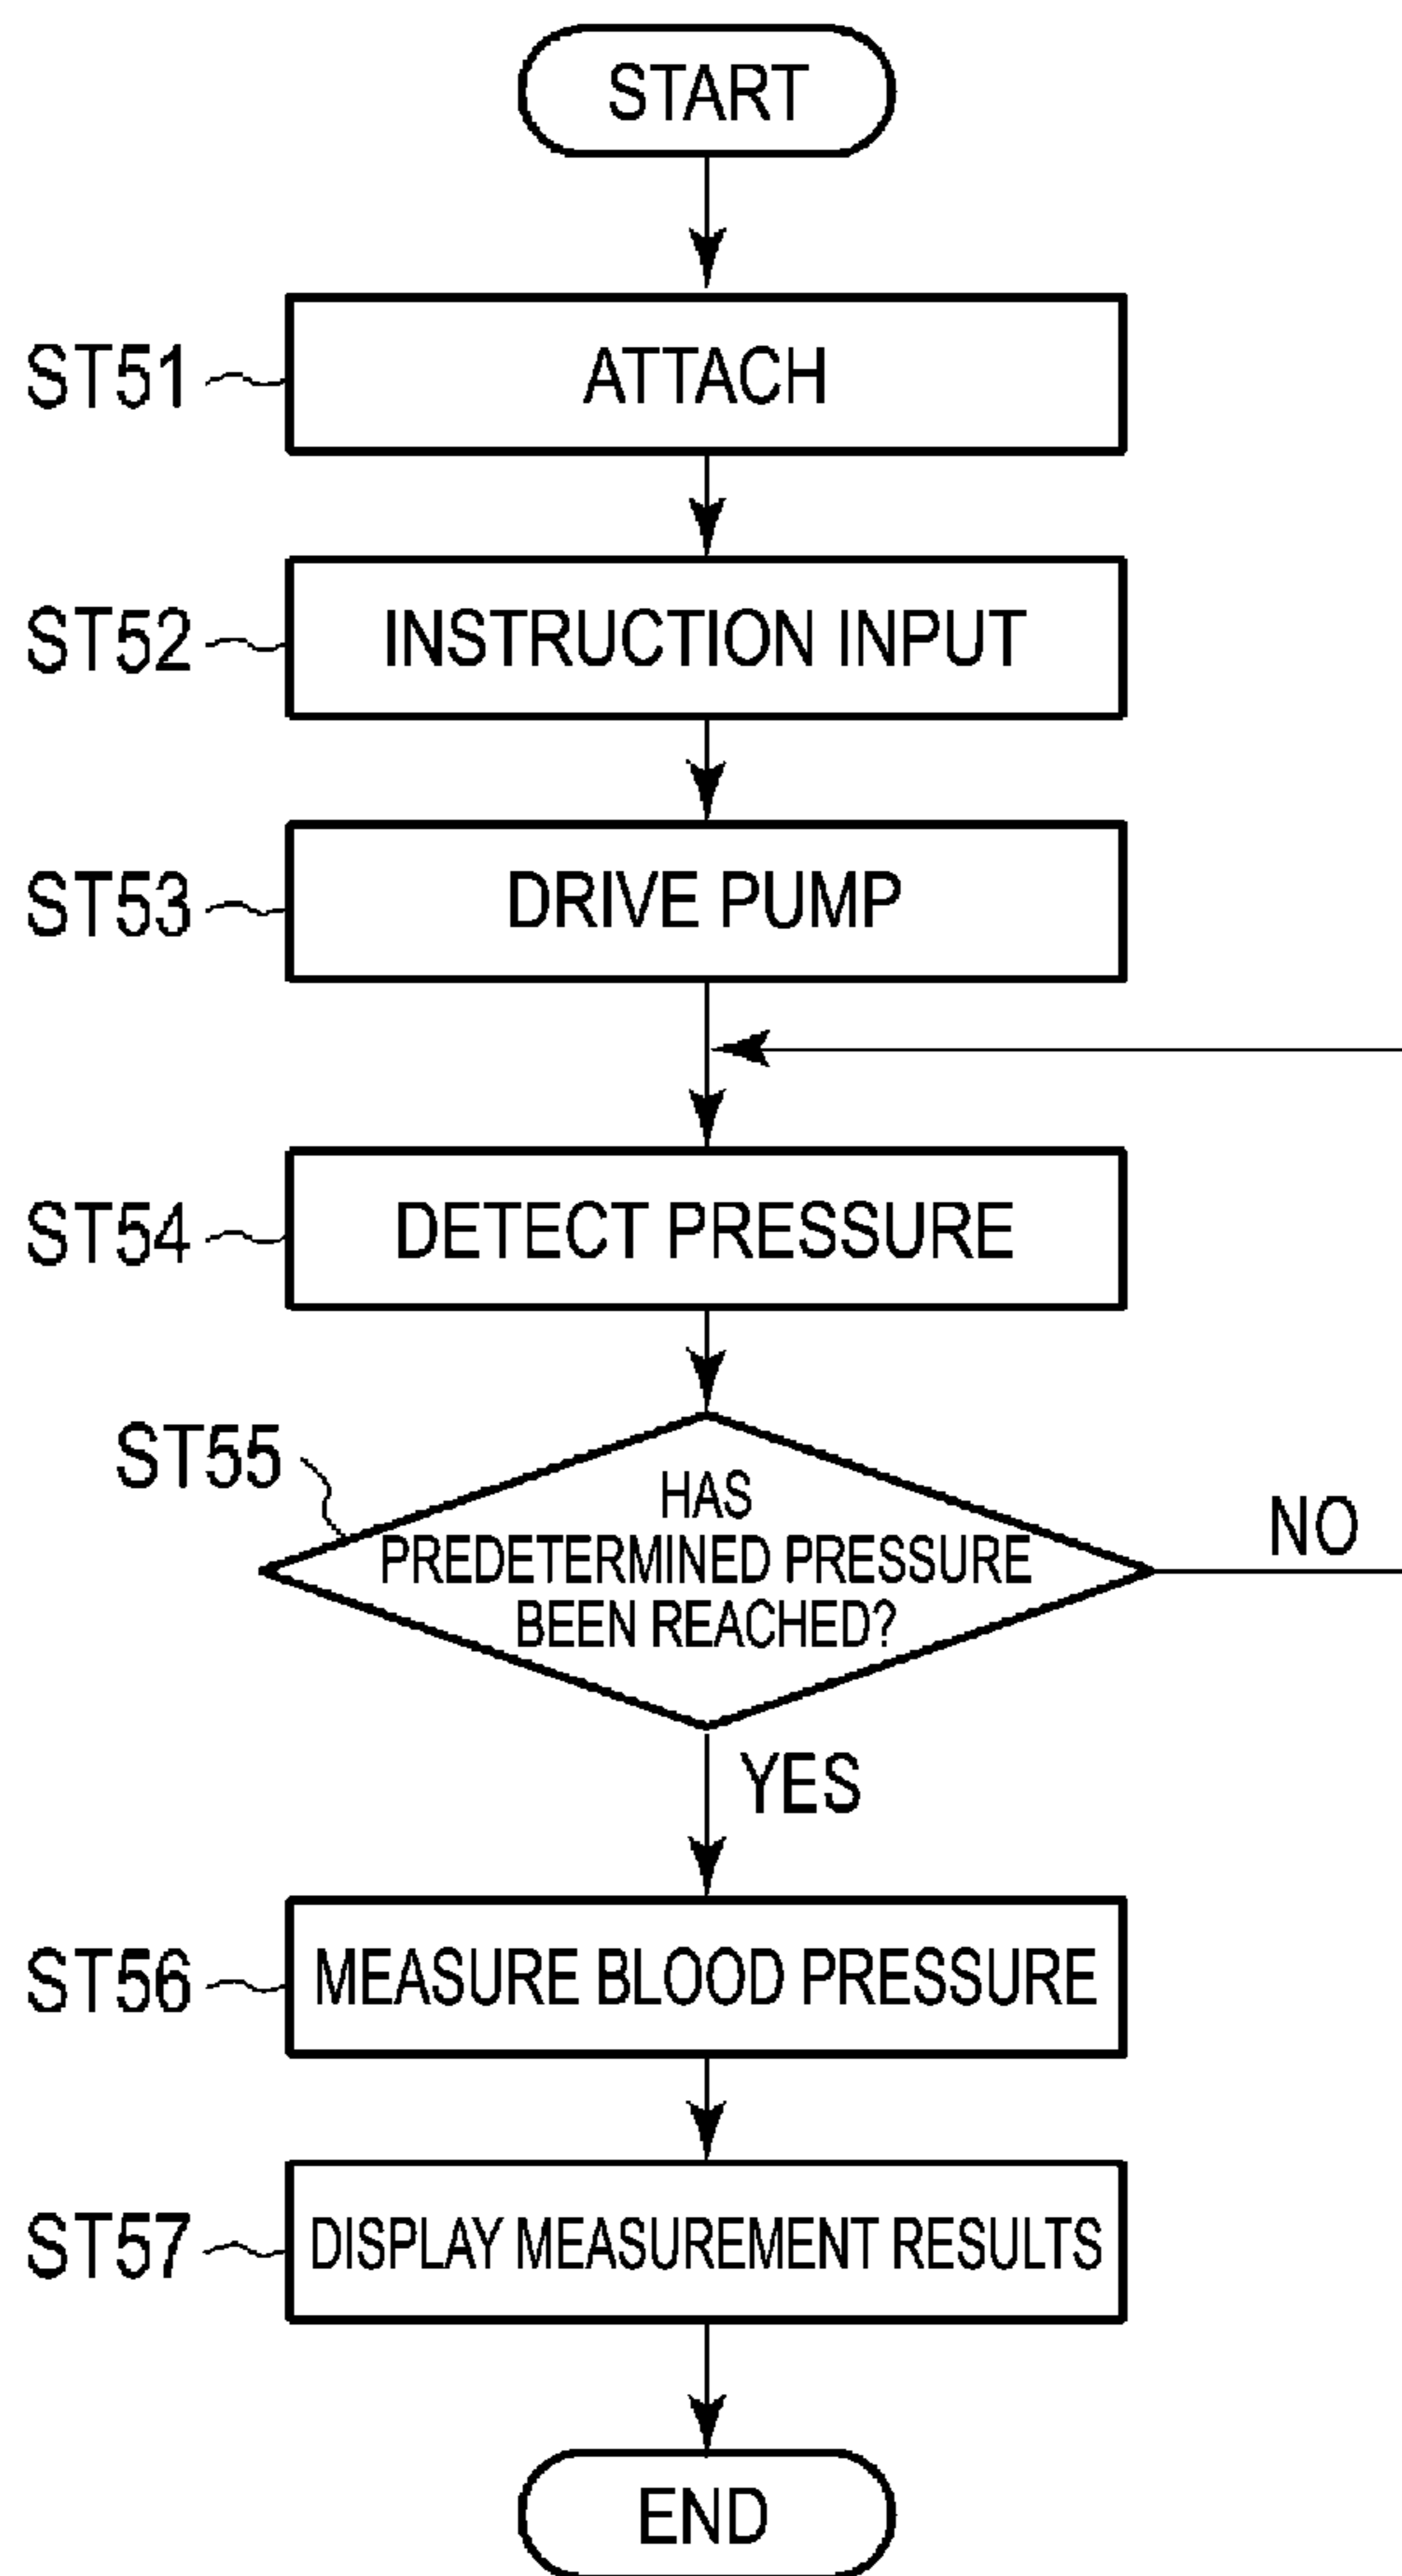 START
ST51
ATTACH
ST52
INSTRUCTION INPUT
ST53
DRIVE PUMP
ST54
DETECT PRESSURE
ST55
HAS
PREDETERMINED PRESSURE
BEEN REACHED?
NO
YES
ST56
MEASURE BLOOD PRESSURE
ST57
DISPLAY MEASUREMENT RESULTS
END